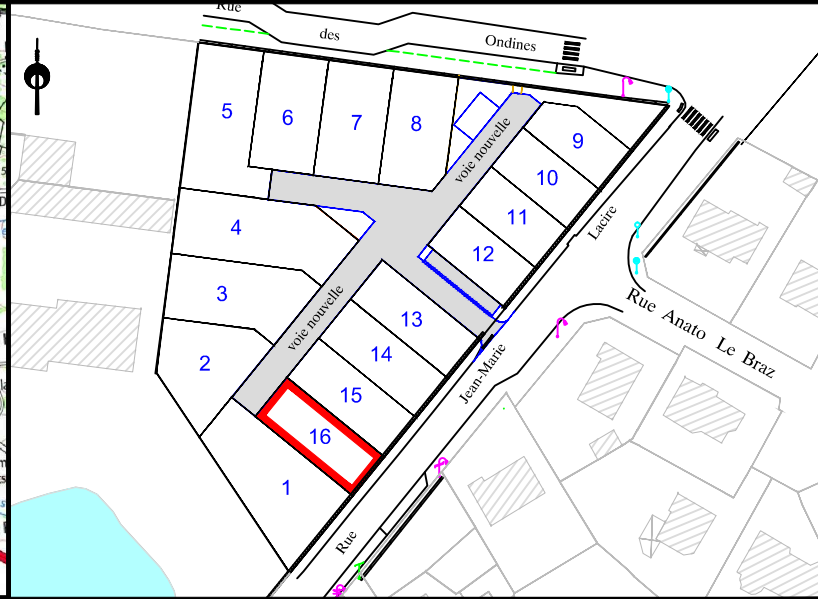 Rue
des
Ondines
5
6
7
8
voie nouvelle
9
10
11
12
Lacire
4
3
2
voie nouvelle
13
14
15
16
1
Jean-Marie
Rue
Rue Anato Le Braz